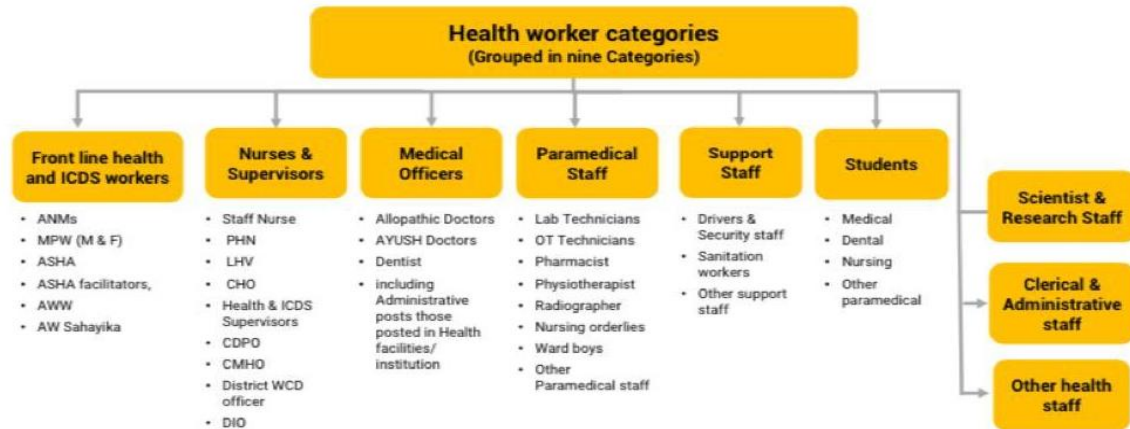 Health worker categories
(Grouped in nine Categories)
Front line health
and ICDS workers
• ANMs
• MPW (M & F)
• ASHA
• ASHA facilitators,
• AWW
• AW Sahayika
Nurses &
Supervisors
• Staff Nurse
• PHN
• LHV
• CHO
• Health & ICDS
Supervisors
• CDPO
• CMHO
• District WCD
officer
• DIO
Medical
Officers
• Allopathic Doctors
• AYUSH Doctors
• Dentist
• including
Administrative
posts those
posted in Health
facilities/
institution
Paramedical
Staff
• Lab Technicians
• OT Technicians
• Pharmacist
• Physiotherapist
• Radiographer
• Nursing orderlies
• Ward boys
• Other
Paramedical staff
Support
Staff
• Drivers &
Security staff
• Sanitation
workers
• Other support
staff
Students
• Medical
• Dental
• Nursing
• Other
paramedical
Scientist &
Research Staff
Clerical &
Administrative
staff
Other health
staff